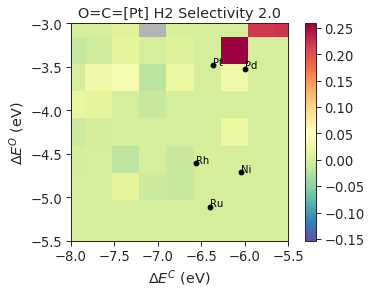 O=C=[Pt] H2 Selectivity 2.0
−3.0
−3.5
−4.0
−4.5
−5.0
−5.5
ΔE^O (eV)
Pt
Pd
Rh
Ni
Ru
−8.0 −7.5 −7.0 −6.5 −6.0 −5.5
ΔE^C (eV)
0.25
0.20
0.15
0.10
0.05
0.00
−0.05
−0.10
−0.15